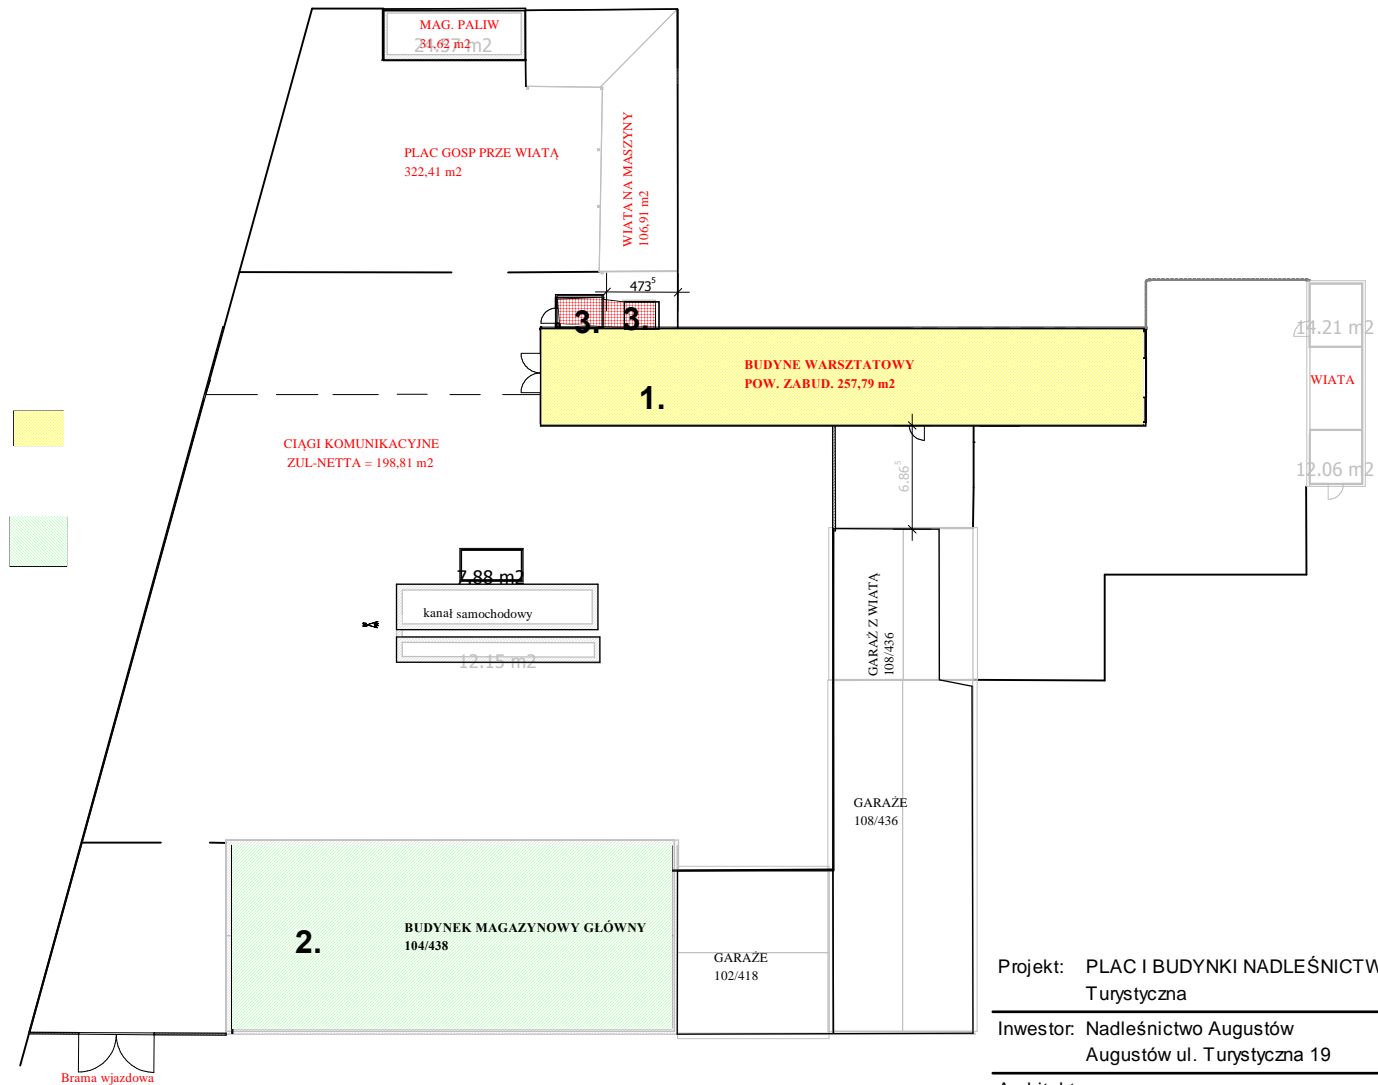 MAG. PALIW
31,62 m2
PLAC GOSP PRZE WIATĄ
322,41 m2
WIATA NA MASZYNY
106,91 m2
473⁵
3.
3.
BUDYNE WARSZTATOWY
POW. ZABUD. 257,79 m2
1.
14.21 m2
WIATA
12.06 m2
CIĄGI KOMUNIKACYJNE
ZUL-NETTA = 198,81 m2
6.86⁵
7.88 m2
kanał samochodowy
12.15 m2
GARAŻ Z WIATĄ
108/436
GARAŻE
108/436
2.
BUDYNEK MAGAZYNOWY GŁÓWNY
104/438
GARAŻE
102/418
Brama wjazdowa
Projekt: PLAC I BUDYNKI NADLEŚNICTW
Turystyczna
Inwestor: Nadleśnictwo Augustów
Augustów ul. Turystyczna 19